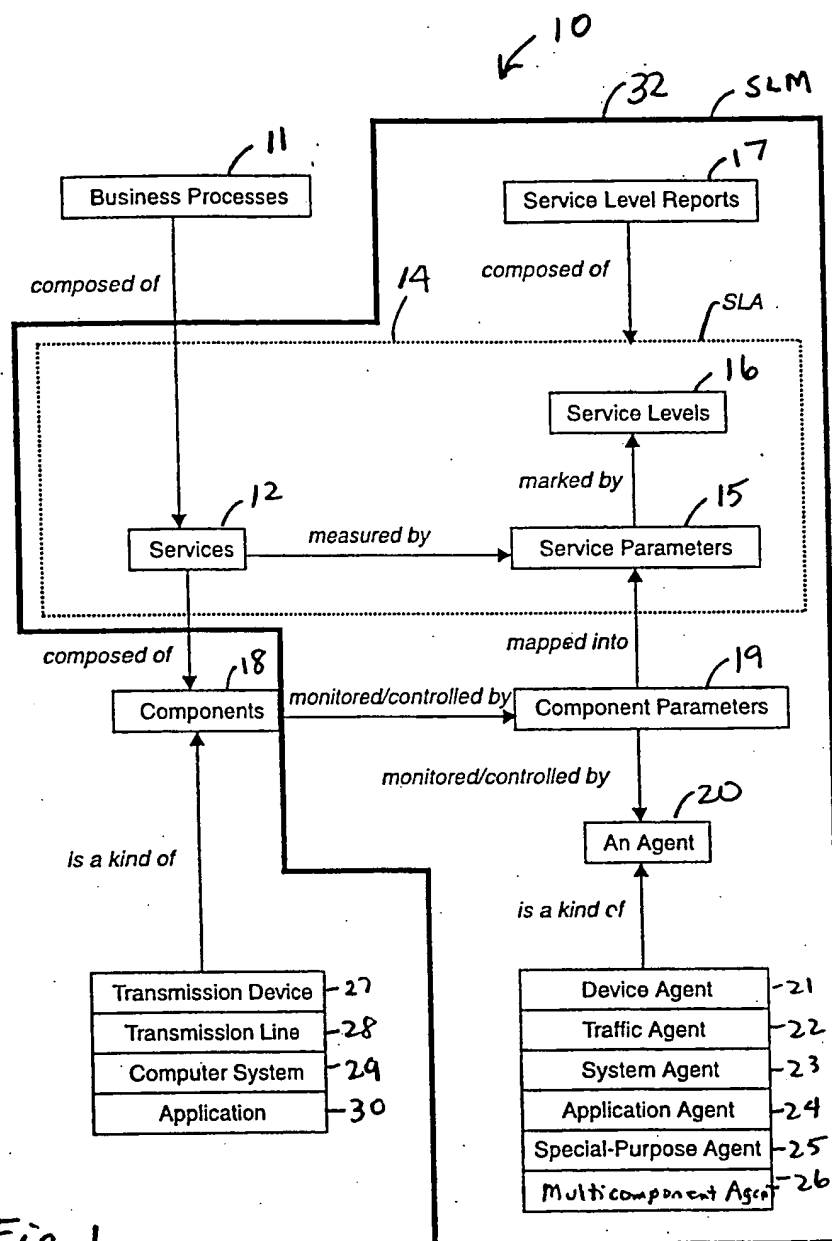 10
32 SLM
11
17
Business Processes
Service Level Reports
composed of
composed of
14
SLA
16
Service Levels
marked by
12
15
Services
measured by
Service Parameters
composed of
mapped into
18
19
Components
monitored/controlled by
Component Parameters
monitored/controlled by
20
An Agent
is a kind of
is a kind of
Transmission Device 27
Transmission Line 28
Computer System 29
Application 30
Device Agent 21
Traffic Agent 22
System Agent 23
Application Agent 24
Special-Purpose Agent 25
Multicomponent Agent 26
Fig. 1